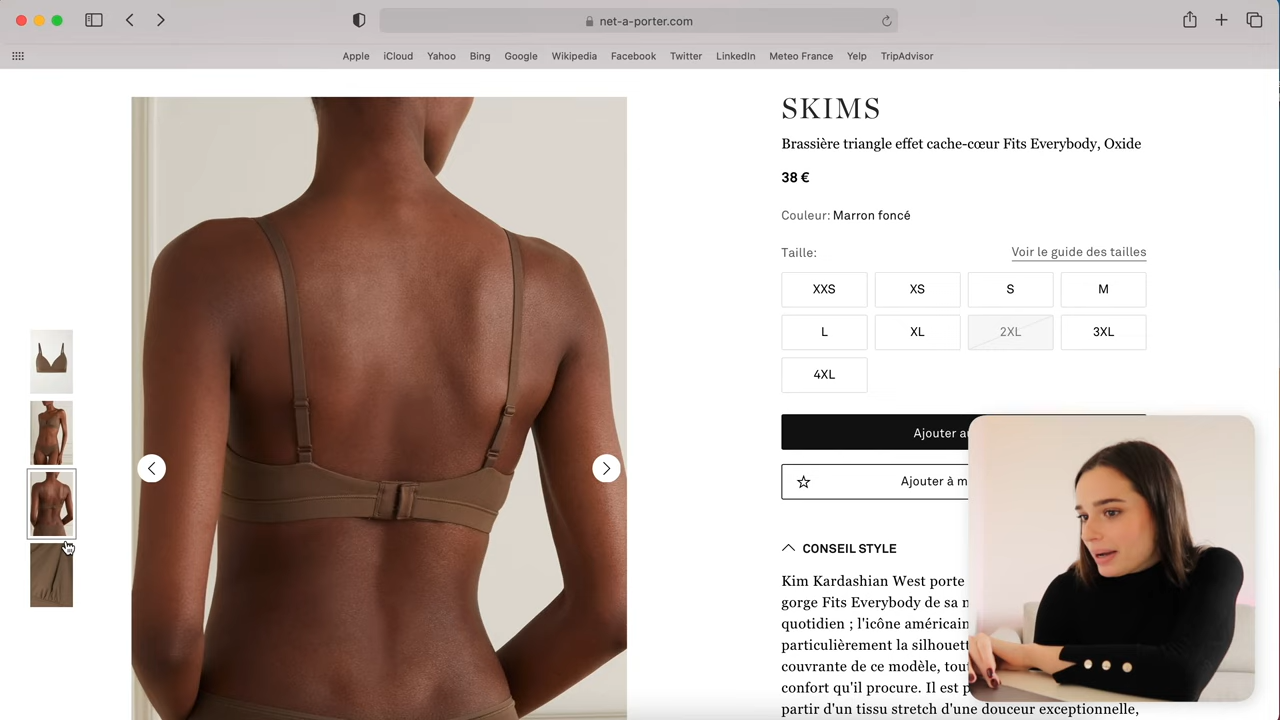 net-a-porter.com
Apple iCloud Yahoo Bing Google Wikipedia Facebook Twitter LinkedIn Meteo France Yelp TripAdvisor
SKIMS
Brassière triangle effet cache-cœur Fits Everybody, Oxide
38 €
Couleur: Marron foncé
Taille: Voir le guide des tailles
XXS XS S M
L XL 2XL 3XL
4XL
Ajouter au
Ajouter à m
CONSEIL STYLE
Kim Kardashian West porte
gorge Fits Everybody de sa
quotidien ; l'icône américain
particulièrement la silhouett
couvrante de ce modèle, tou
confort qu'il procure. Il est p
partir d'un tissu stretch d'une douceur exceptionnelle,